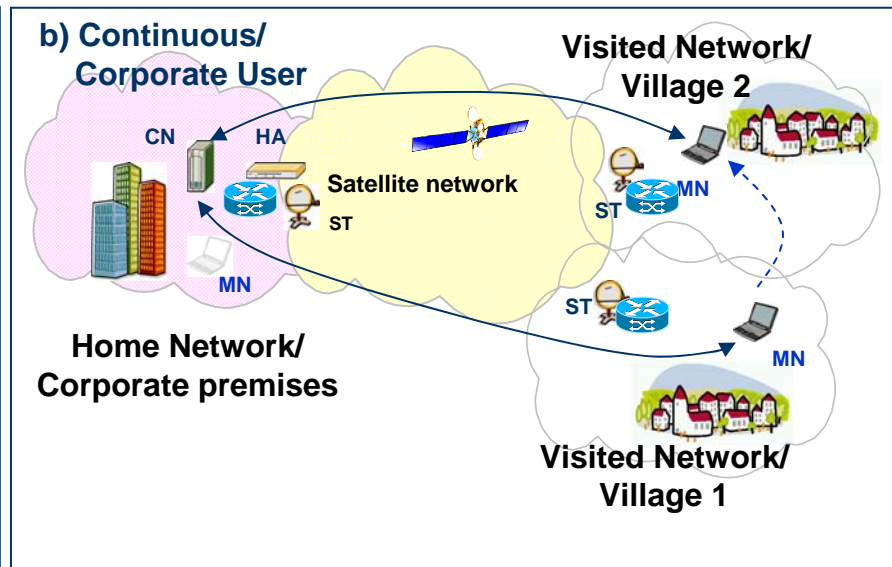 b) Continuous/
Corporate User
Visited Network/
Village 2
CN
HA
Satellite network
ST
MN
ST
MN
ST
MN
Home Network/
Corporate premises
Visited Network/
Village 1